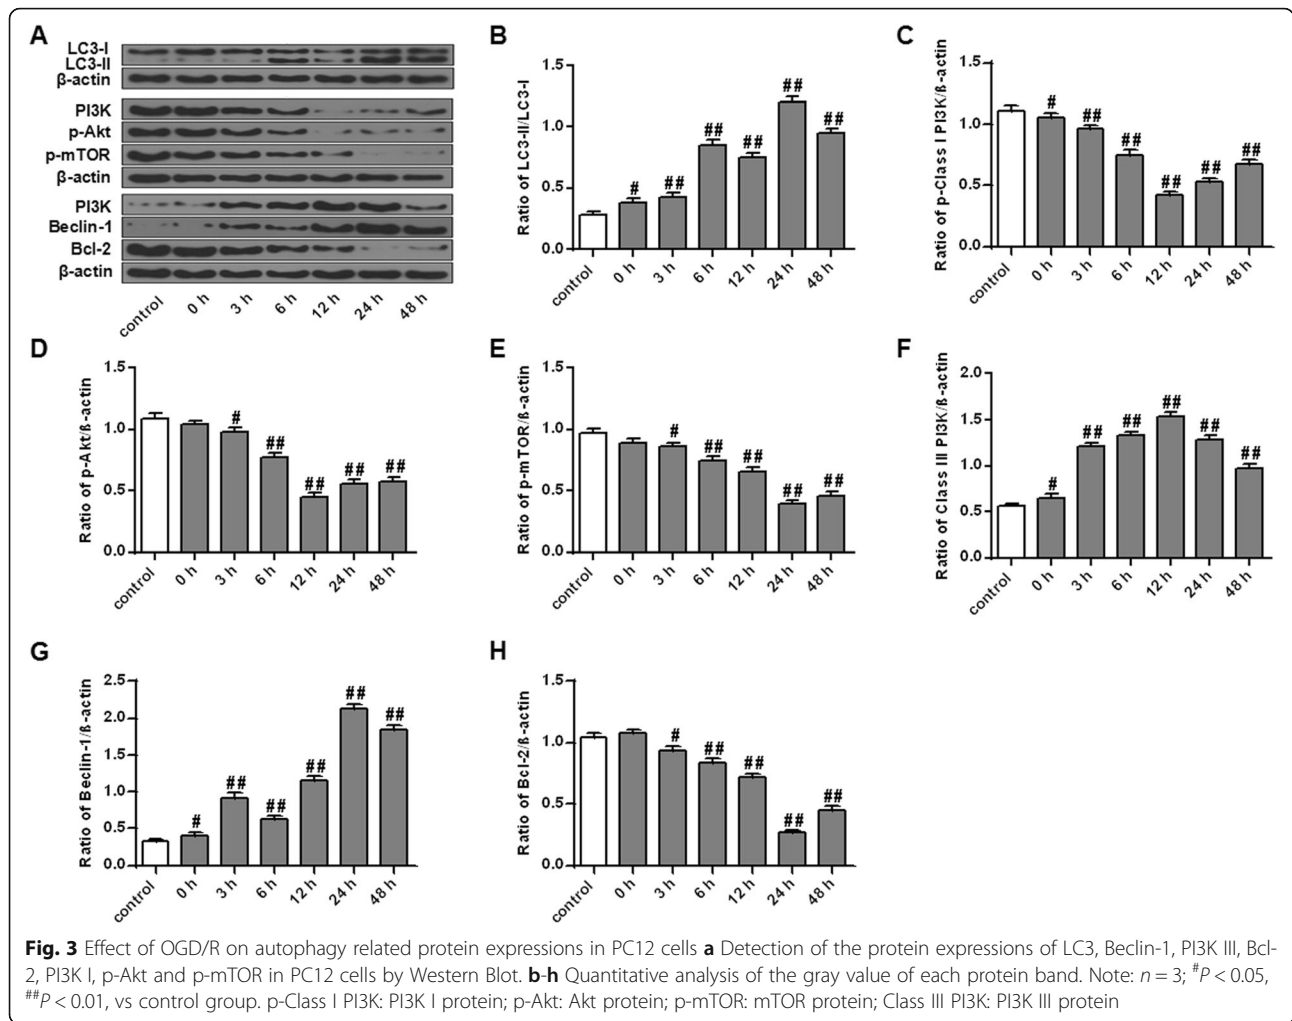 A
LC3-I
LC3-II
β-actin
PI3K
p-Akt
p-mTOR
β-actin
PI3K
Beclin-1
Bcl-2
β-actin
control 0 h 3 h 6 h 12 h 24 h 48 h
B
Ratio of LC3-II/LC3-I
1.5
1.0
0.5
0.0
# ## ## ## ## ##
control 0 h 3 h 6 h 12 h 24 h 48 h
C
Ratio of p-Class I PI3K/ß-actin
1.5
1.0
0.5
0.0
# ## ## ## ## ##
control 0 h 3 h 6 h 12 h 24 h 48 h
D
Ratio of p-Akt/ß-actin
1.5
1.0
0.5
0.0
# ## ## ## ##
control 0 h 3 h 6 h 12 h 24 h 48 h
E
Ratio of p-mTOR/ß-actin
1.5
1.0
0.5
0.0
# ## ## ## ##
control 0 h 3 h 6 h 12 h 24 h 48 h
F
Ratio of Class III PI3K/ß-actin
2.0
1.5
1.0
0.5
0.0
# ## ## ## ## ##
control 0 h 3 h 6 h 12 h 24 h 48 h
G
Ratio of Beclin-1/ß-actin
2.5
2.0
1.5
1.0
0.5
0.0
# ## ## ## ## ##
control 0 h 3 h 6 h 12 h 24 h 48 h
H
Ratio of Bcl-2/ß-actin
1.5
1.0
0.5
0.0
# ## ## ## ##
control 0 h 3 h 6 h 12 h 24 h 48 h
Fig. 3 Effect of OGD/R on autophagy related protein expressions in PC12 cells a Detection of the protein expressions of LC3, Beclin-1, PI3K III, Bcl-
2, PI3K I, p-Akt and p-mTOR in PC12 cells by Western Blot. b-h Quantitative analysis of the gray value of each protein band. Note: n = 3; #P < 0.05,
##P < 0.01, vs control group. p-Class I PI3K: PI3K I protein; p-Akt: Akt protein; p-mTOR: mTOR protein; Class III PI3K: PI3K III protein